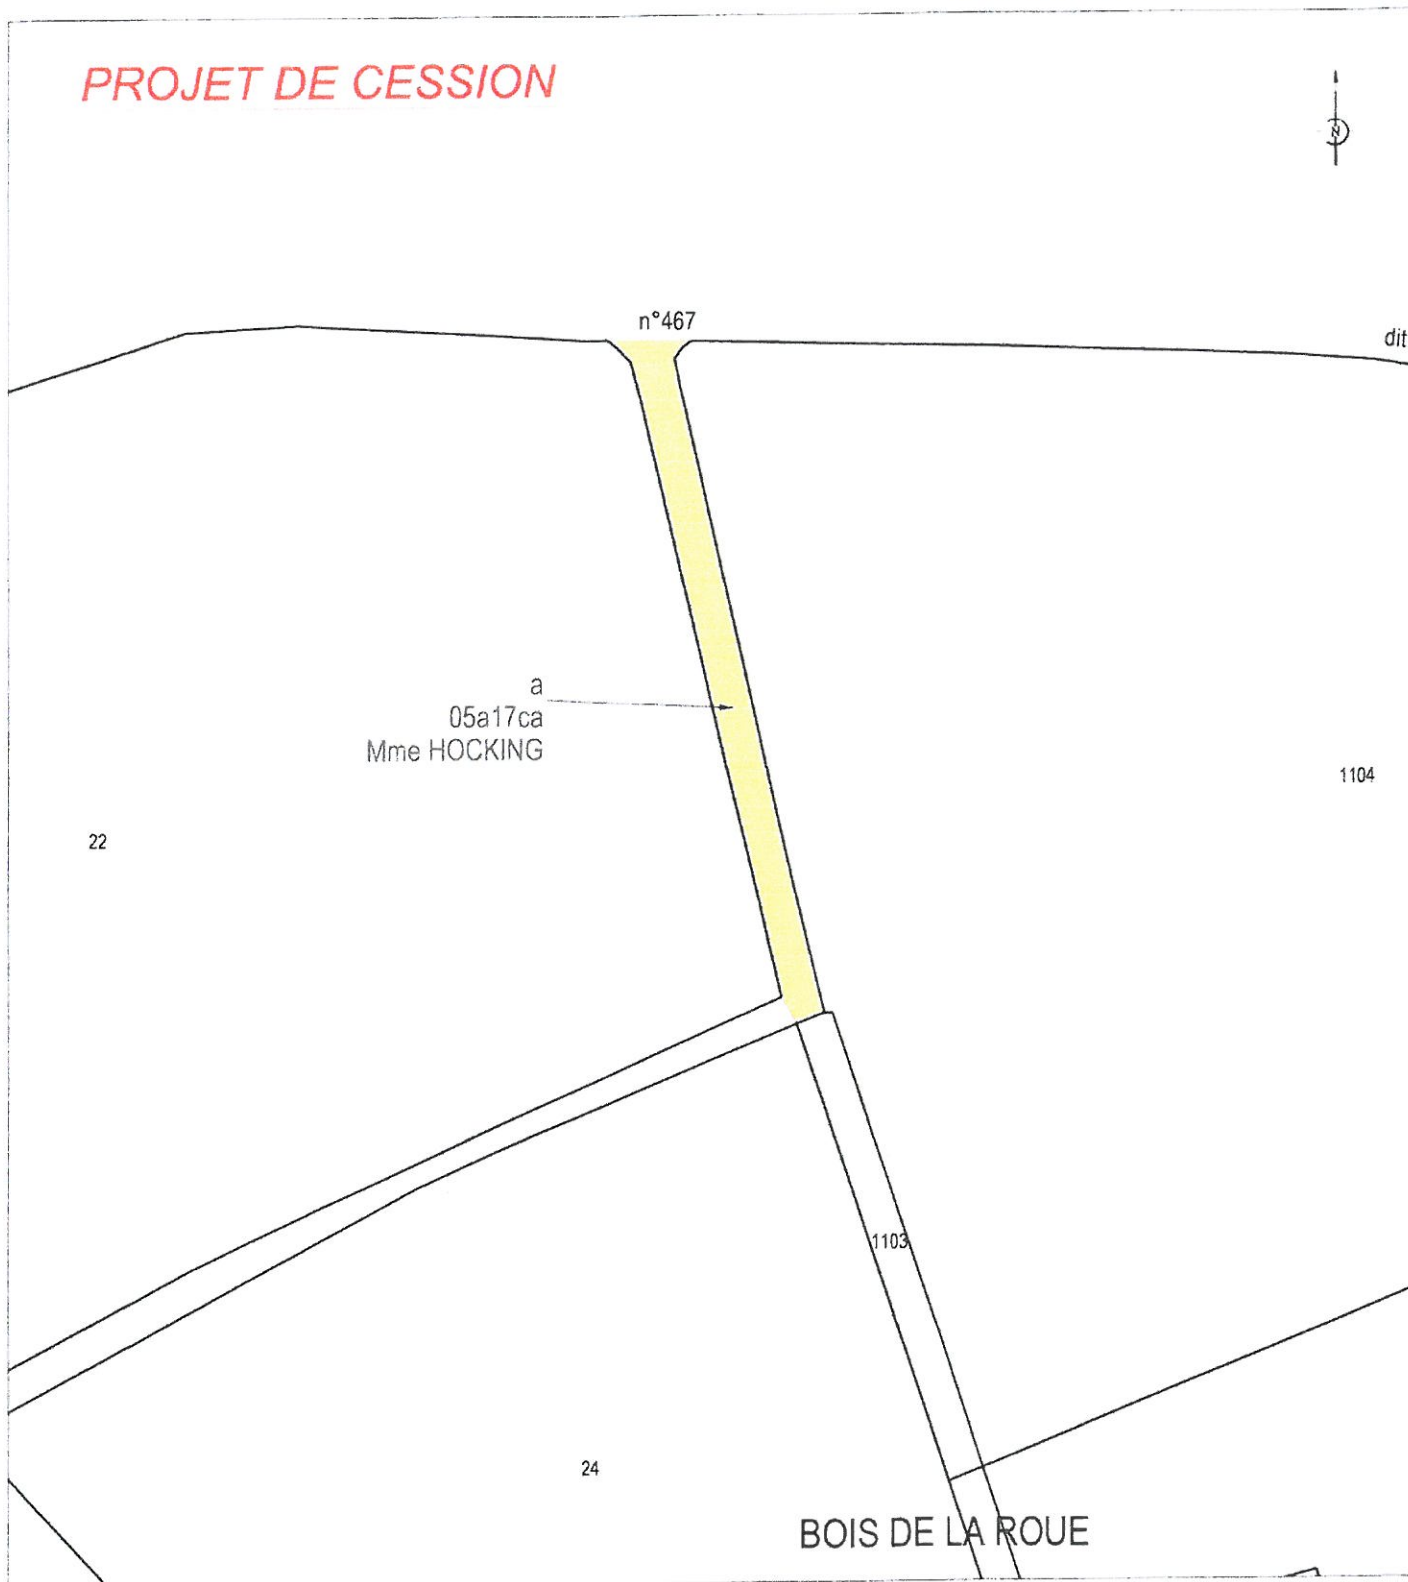 PROJET DE CESSION
N
n°467
dit
a
05a17ca
Mme HOCKING
1104
22
1103
24
BOIS DE LA ROUE